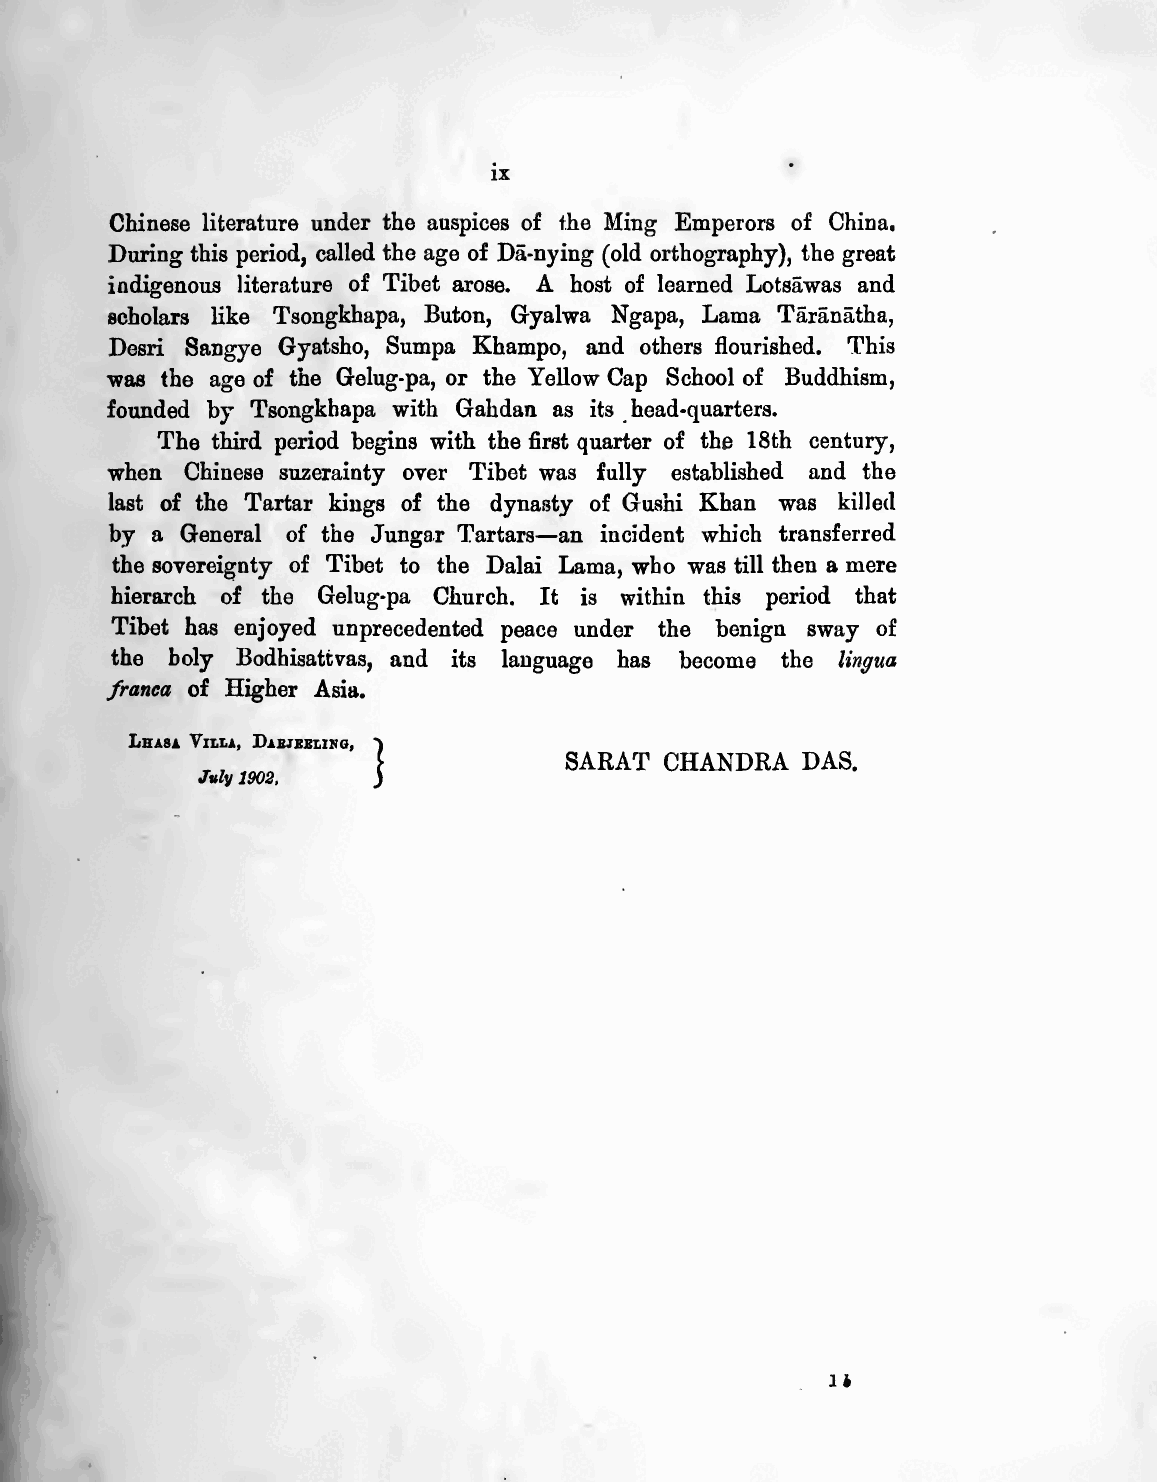 ix
Chinese literature under the auspices of the Ming Emperors of China.
During this period, called the age of Dā-nying (old orthography), the great
indigenous literature of Tibet arose. A host of learned Lotsāwas and
scholars like Tsongkhapa, Buton, Gyalwa Ngapa, Lama Tārānātha,
Desri Sangye Gyatsho, Sumpa Khampo, and others flourished. This
was the age of the Gelug-pa, or the Yellow Cap School of Buddhism,
founded by Tsongkhapa with Gahdan as its head-quarters.
The third period begins with the first quarter of the 18th century,
when Chinese suzerainty over Tibet was fully established and the
last of the Tartar kings of the dynasty of Gushi Khan was killed
by a General of the Jungar Tartars—an incident which transferred
the sovereignty of Tibet to the Dalai Lama, who was till then a mere
hierarch of the Gelug-pa Church. It is within this period that
Tibet has enjoyed unprecedented peace under the benign sway of
the holy Bodhisattvas, and its language has become the lingua
franca of Higher Asia.
Lhasa Villa, Darjeeling, }
July 1902.
SARAT CHANDRA DAS.
1 b